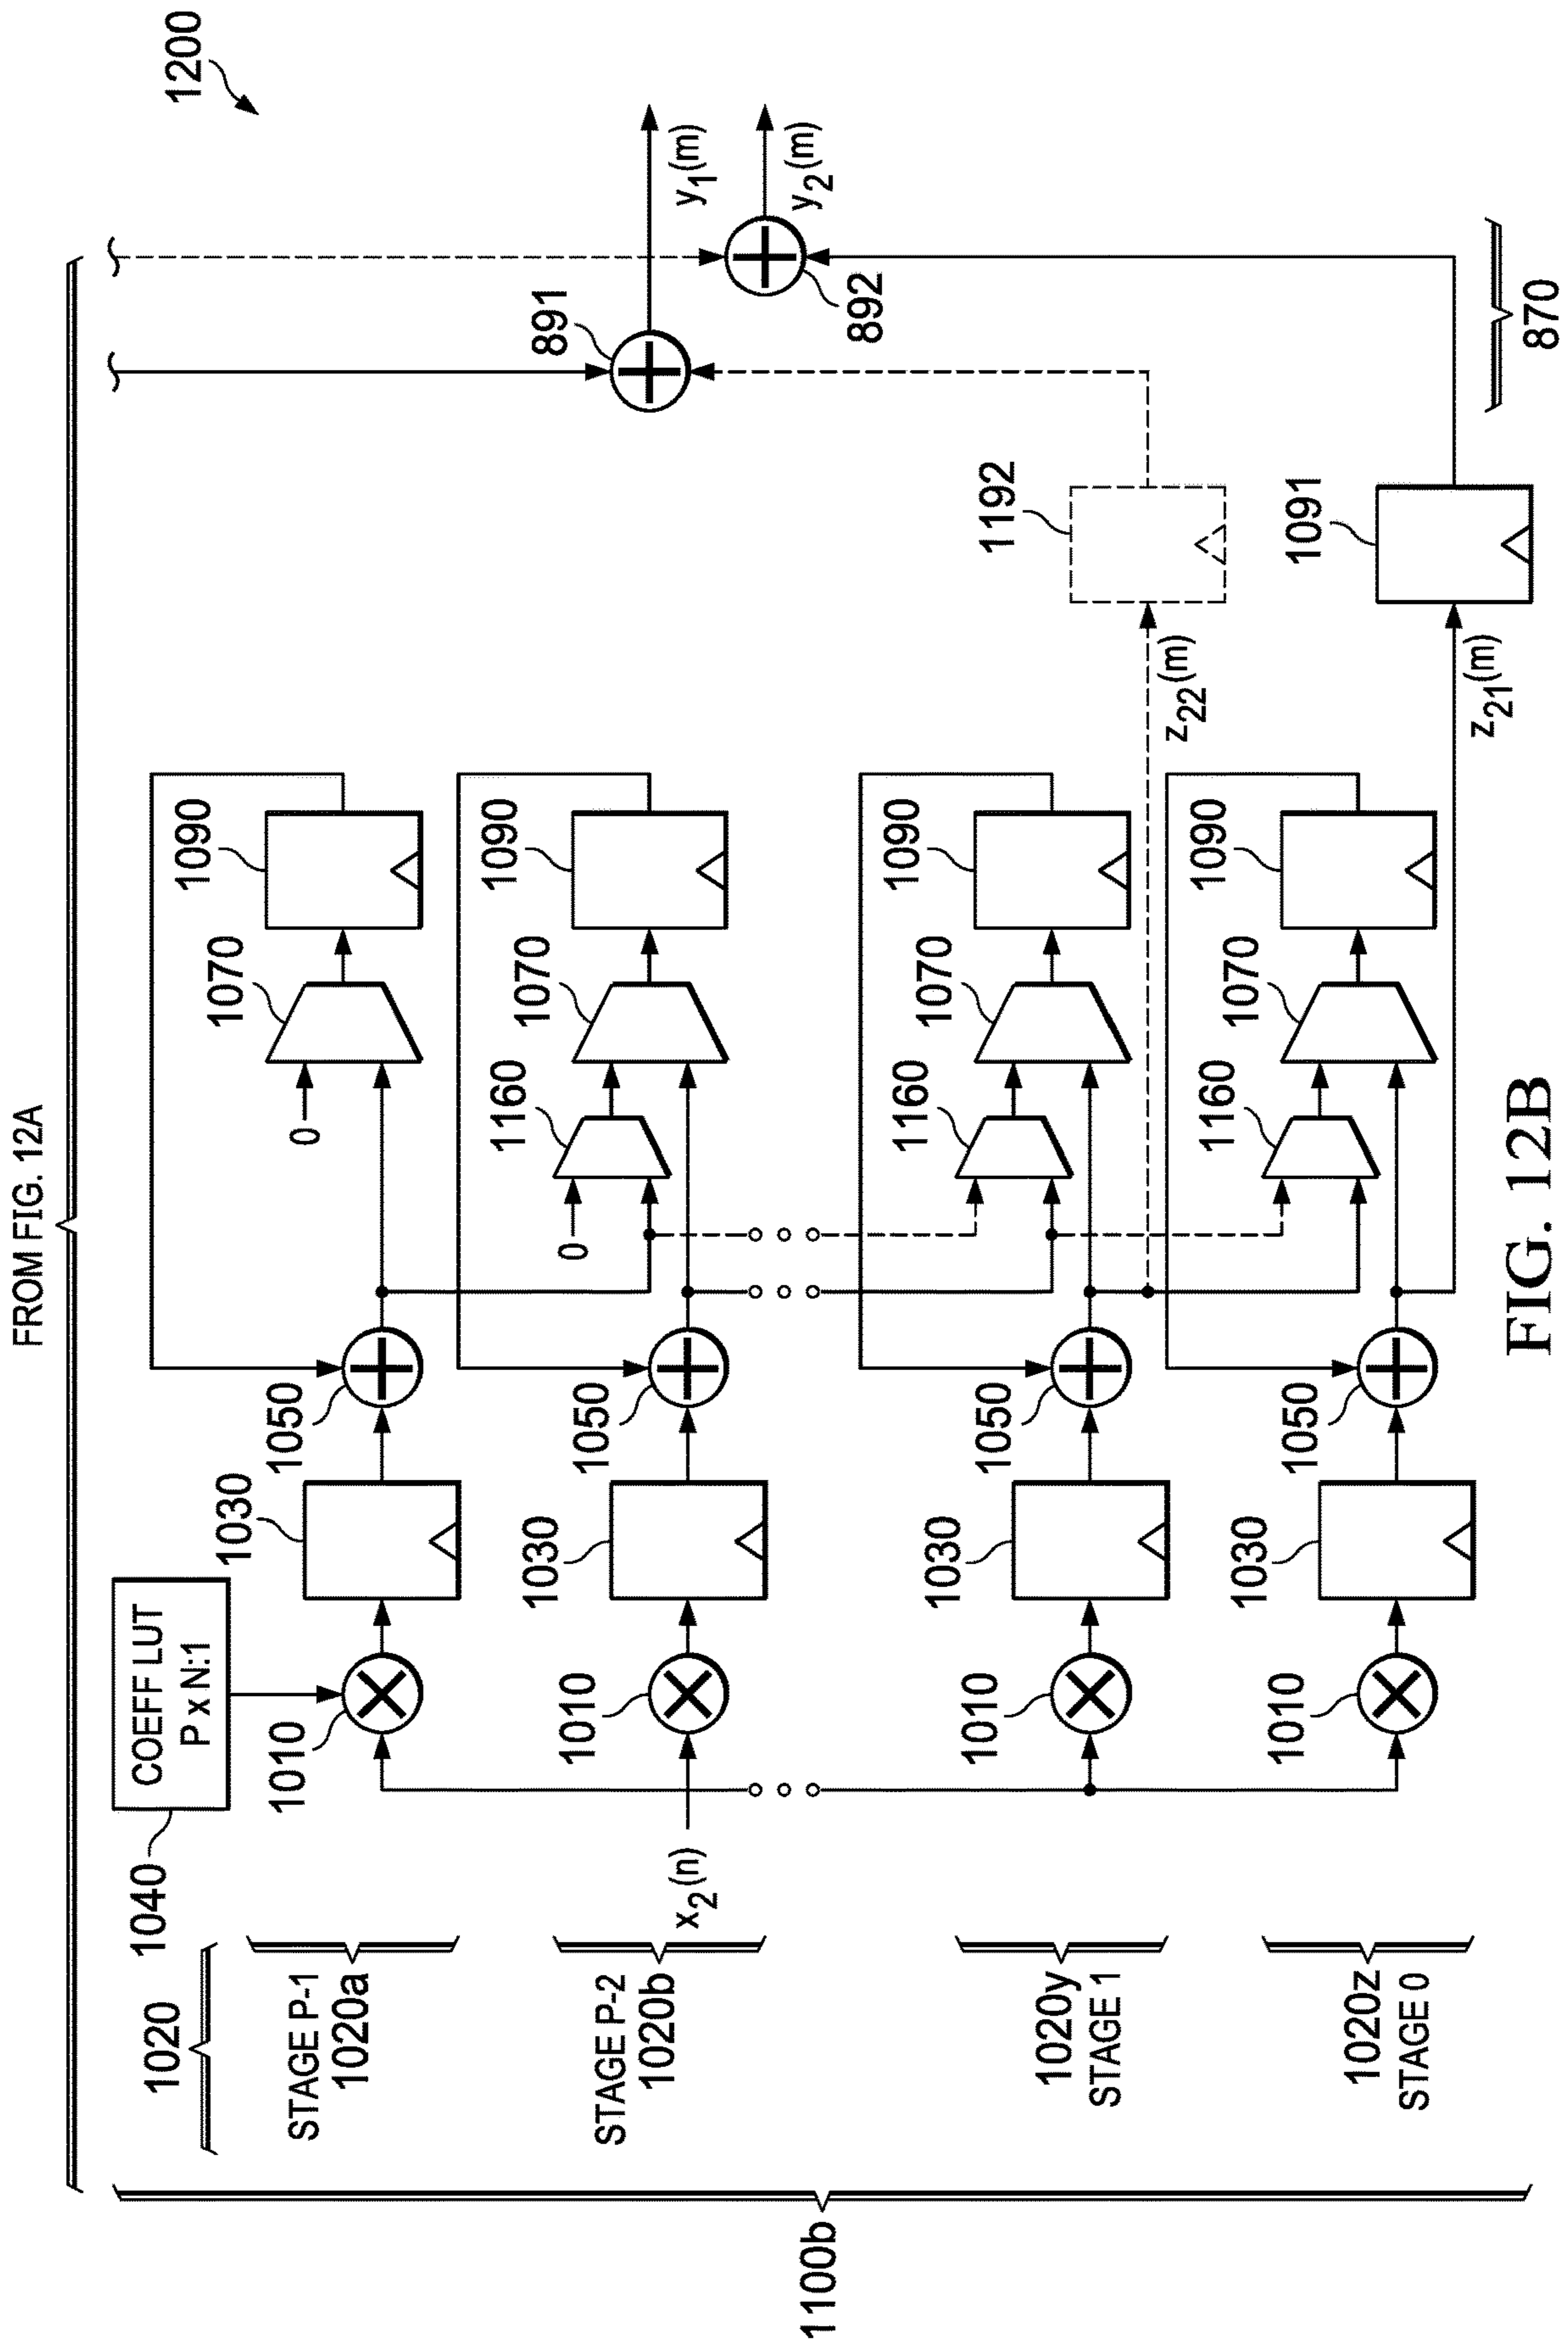 FROM FIG. 12A
1200
1020
1040
COEFF LUT
P x N:1
STAGE P-1
1020a
1010
1030
1050
0
1070
1090
891
y1(m)
STAGE P-2
1020b
x2(n)
1010
1030
1050
0
1160
1070
1090
892
y2(m)
1020y
STAGE 1
1010
1030
1050
1160
1070
1090
z22(m)
1192
1020z
STAGE 0
1010
1030
1050
1160
1070
1090
z21(m)
1091
870
1100b
FIG. 12B